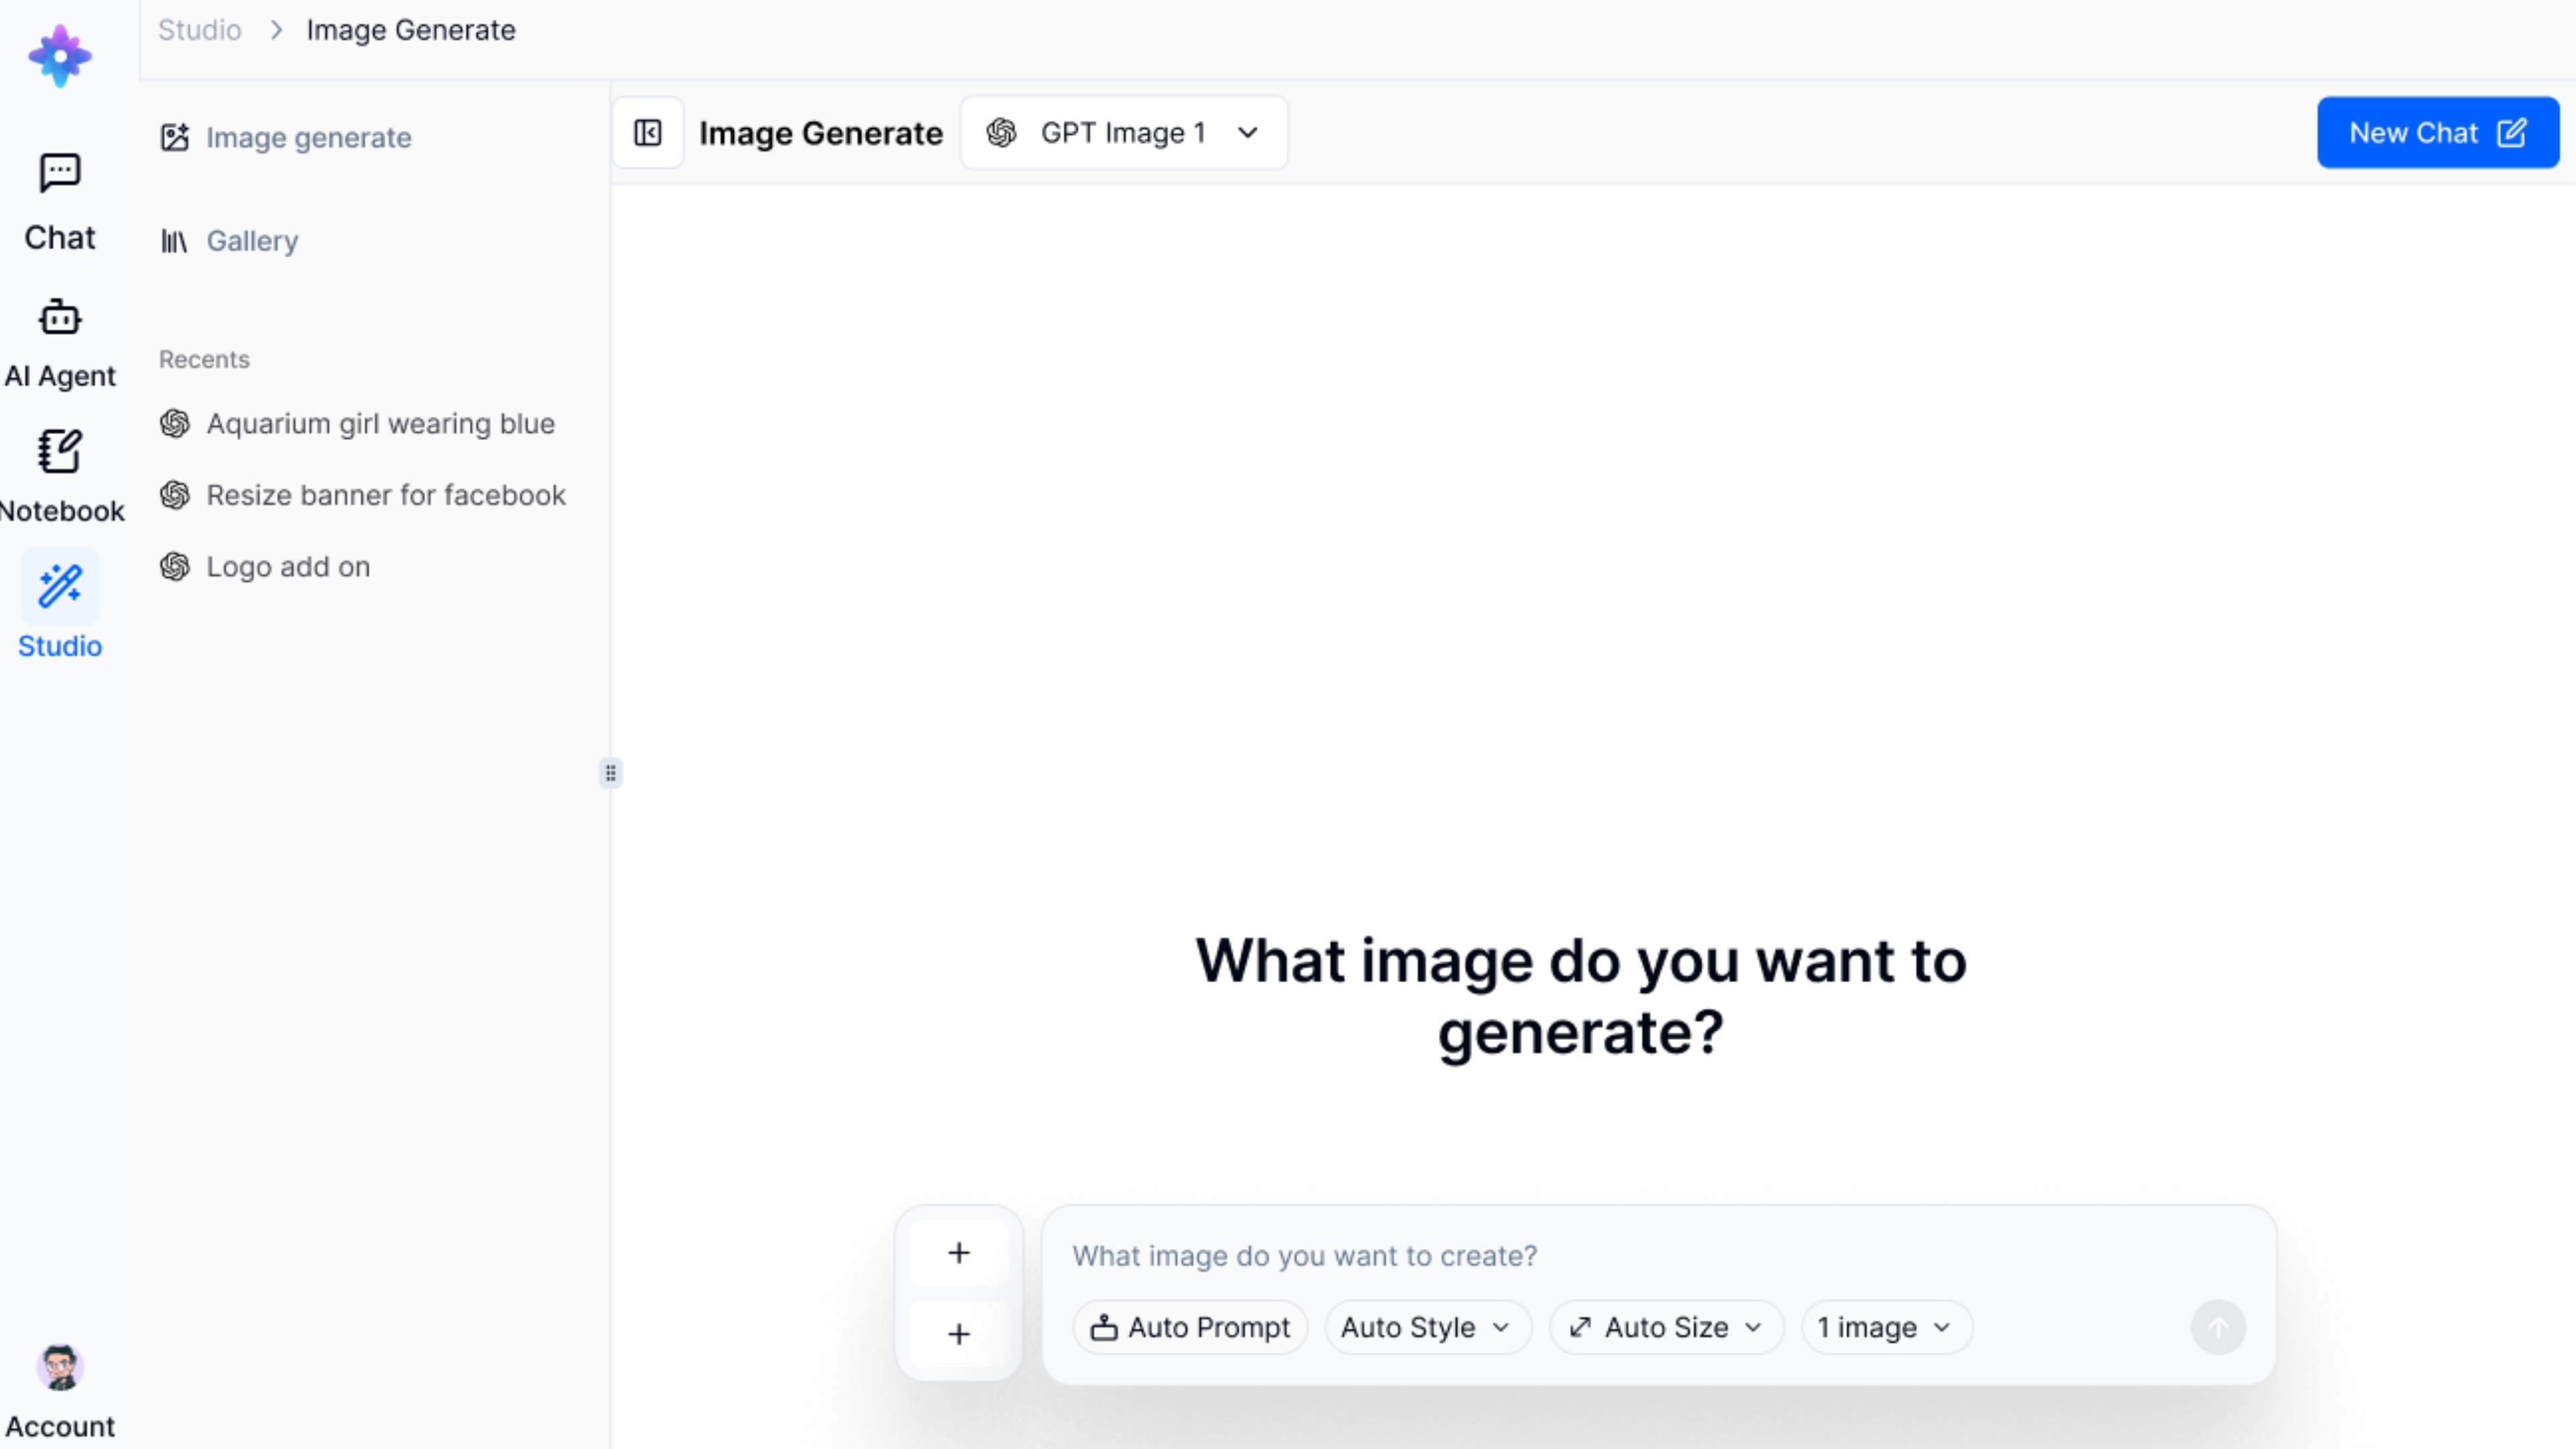 Studio > Image Generate
Chat
AI Agent
Notebook
Studio
Account
Image generate
Gallery
Recents
Aquarium girl wearing blue
Resize banner for facebook
Logo add on
Image Generate
GPT Image 1
New Chat
What image do you want to
generate?
What image do you want to create?
Auto Prompt
Auto Style
Auto Size
1 image